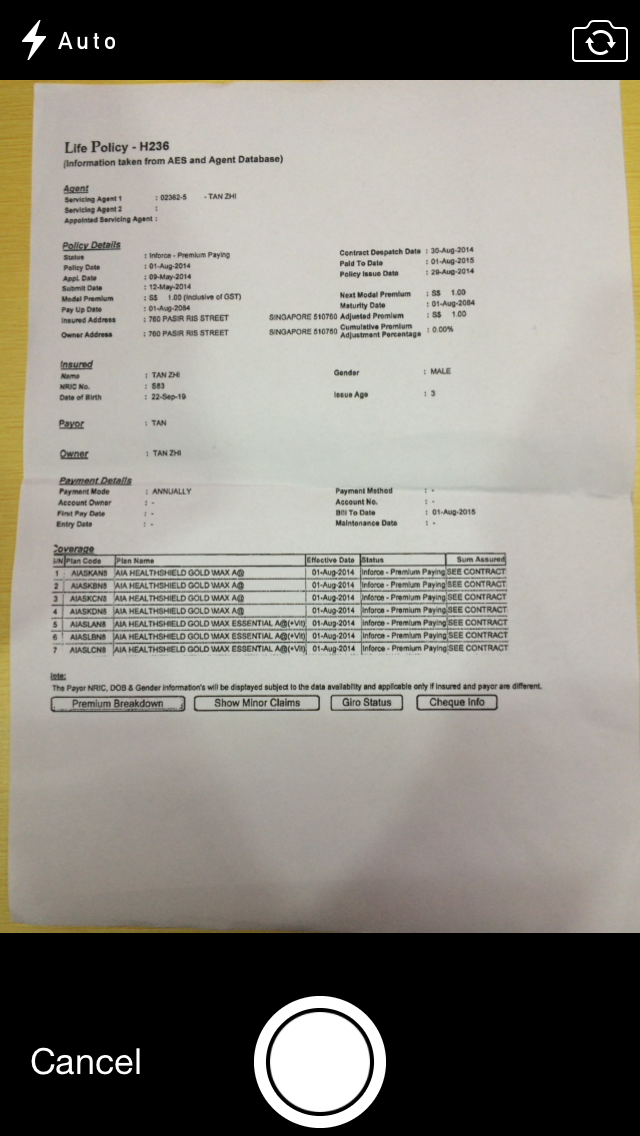 Auto
Life Policy - H236
(Information taken from AES and Agent Database)
Agent
Servicing Agent 1 : 02362-5 - TAN ZHI
Servicing Agent 2 :
Appointed Servicing Agent :
Policy Details
Status : Inforce - Premium Paying Contract Despatch Date : 30-Aug-2014
Policy Date : 01-Aug-2014 Paid To Date : 01-Aug-2015
Appl. Date : 09-May-2014 Policy Issue Date : 29-Aug-2014
Submit Date : 12-May-2014
Modal Premium : S$ 1.00 (Inclusive of GST) Next Modal Premium : S$ 1.00
Pay Up Date : 01-Aug-2084 Maturity Date : 01-Aug-2084
Insured Address : 760 PASIR RIS STREET SINGAPORE 510760 Adjusted Premium : S$ 1.00
Owner Address : 760 PASIR RIS STREET SINGAPORE 510760 Cumulative Premium Adjustment Percentage : 0.00%
Insured
Name : TAN ZHI Gender : MALE
NRIC No. : S83
Date of Birth : 22-Sep-19 Issue Age : 3
Payor : TAN
Owner : TAN ZHI
Payment Details
Payment Mode : ANNUALLY Payment Method : -
Account Owner : - Account No. : -
First Pay Date : - Bill To Date : 01-Aug-2015
Entry Date : - Maintenance Date : -
Coverage
S/N Plan Code Plan Name Effective Date Status Sum Assured
1 AIASKAN8 AIA HEALTHSHIELD GOLD MAX A@ 01-Aug-2014 Inforce - Premium Paying SEE CONTRACT
2 AIASKBN8 AIA HEALTHSHIELD GOLD MAX A@ 01-Aug-2014 Inforce - Premium Paying SEE CONTRACT
3 AIASKCN8 AIA HEALTHSHIELD GOLD MAX A@ 01-Aug-2014 Inforce - Premium Paying SEE CONTRACT
4 AIASKDN8 AIA HEALTHSHIELD GOLD MAX A@ 01-Aug-2014 Inforce - Premium Paying SEE CONTRACT
5 AIASLAN8 AIA HEALTHSHIELD GOLD MAX ESSENTIAL A@(+Vit) 01-Aug-2014 Inforce - Premium Paying SEE CONTRACT
6 AIASLBN8 AIA HEALTHSHIELD GOLD MAX ESSENTIAL A@(+Vit) 01-Aug-2014 Inforce - Premium Paying SEE CONTRACT
7 AIASLCN8 AIA HEALTHSHIELD GOLD MAX ESSENTIAL A@(+Vit) 01-Aug-2014 Inforce - Premium Paying SEE CONTRACT
Note:
The Payor NRIC, DOB & Gender information's will be displayed subject to the data availability and applicable only if insured and payor are different.
Premium Breakdown Show Minor Claims Giro Status Cheque Info
Cancel